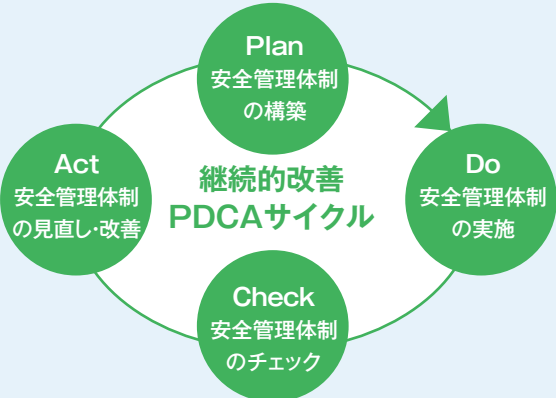 Plan
安全管理体制
の構築
Act
安全管理体制
の見直し・改善
継続的改善
PDCAサイクル
Do
安全管理体制
の実施
Check
安全管理体制
のチェック